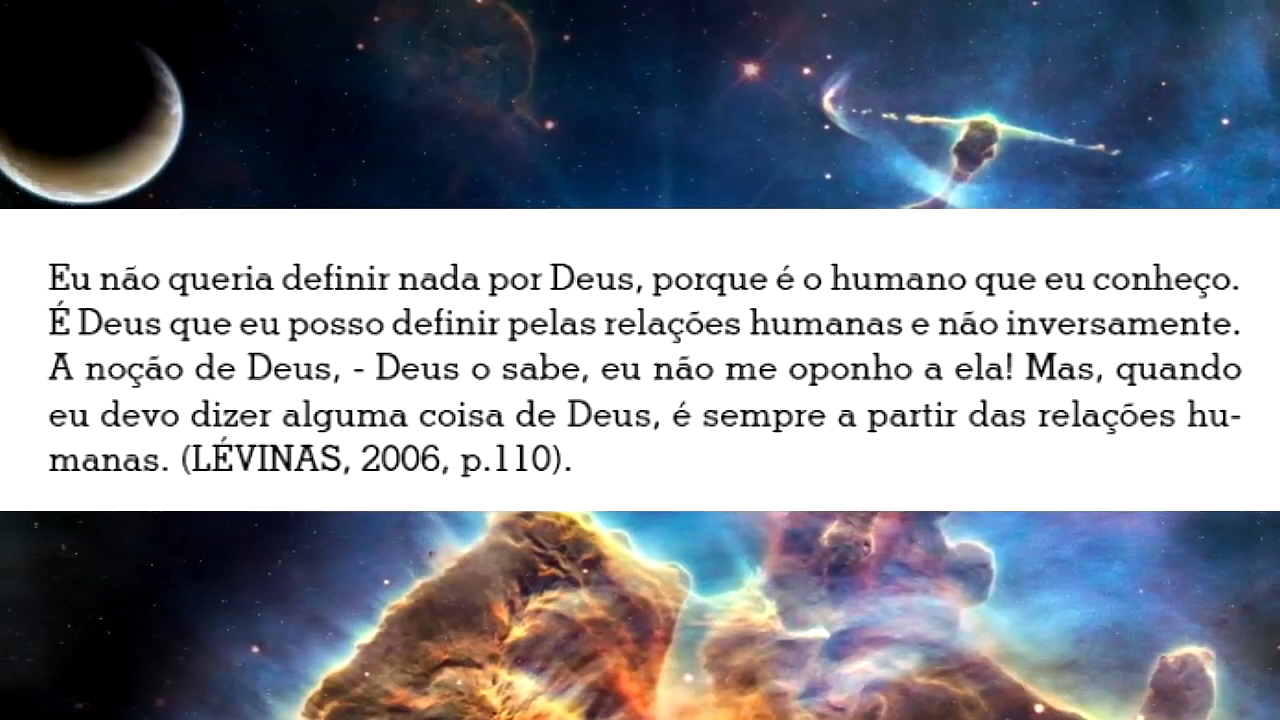 Eu não queria definir nada por Deus, porque é o humano que eu conheço.
É Deus que eu posso definir pelas relações humanas e não inversamente.
A noção de Deus, - Deus o sabe, eu não me oponho a ela! Mas, quando
eu devo dizer alguma coisa de Deus, é sempre a partir das relações hu-
manas. (LÉVINAS, 2006, p.110).